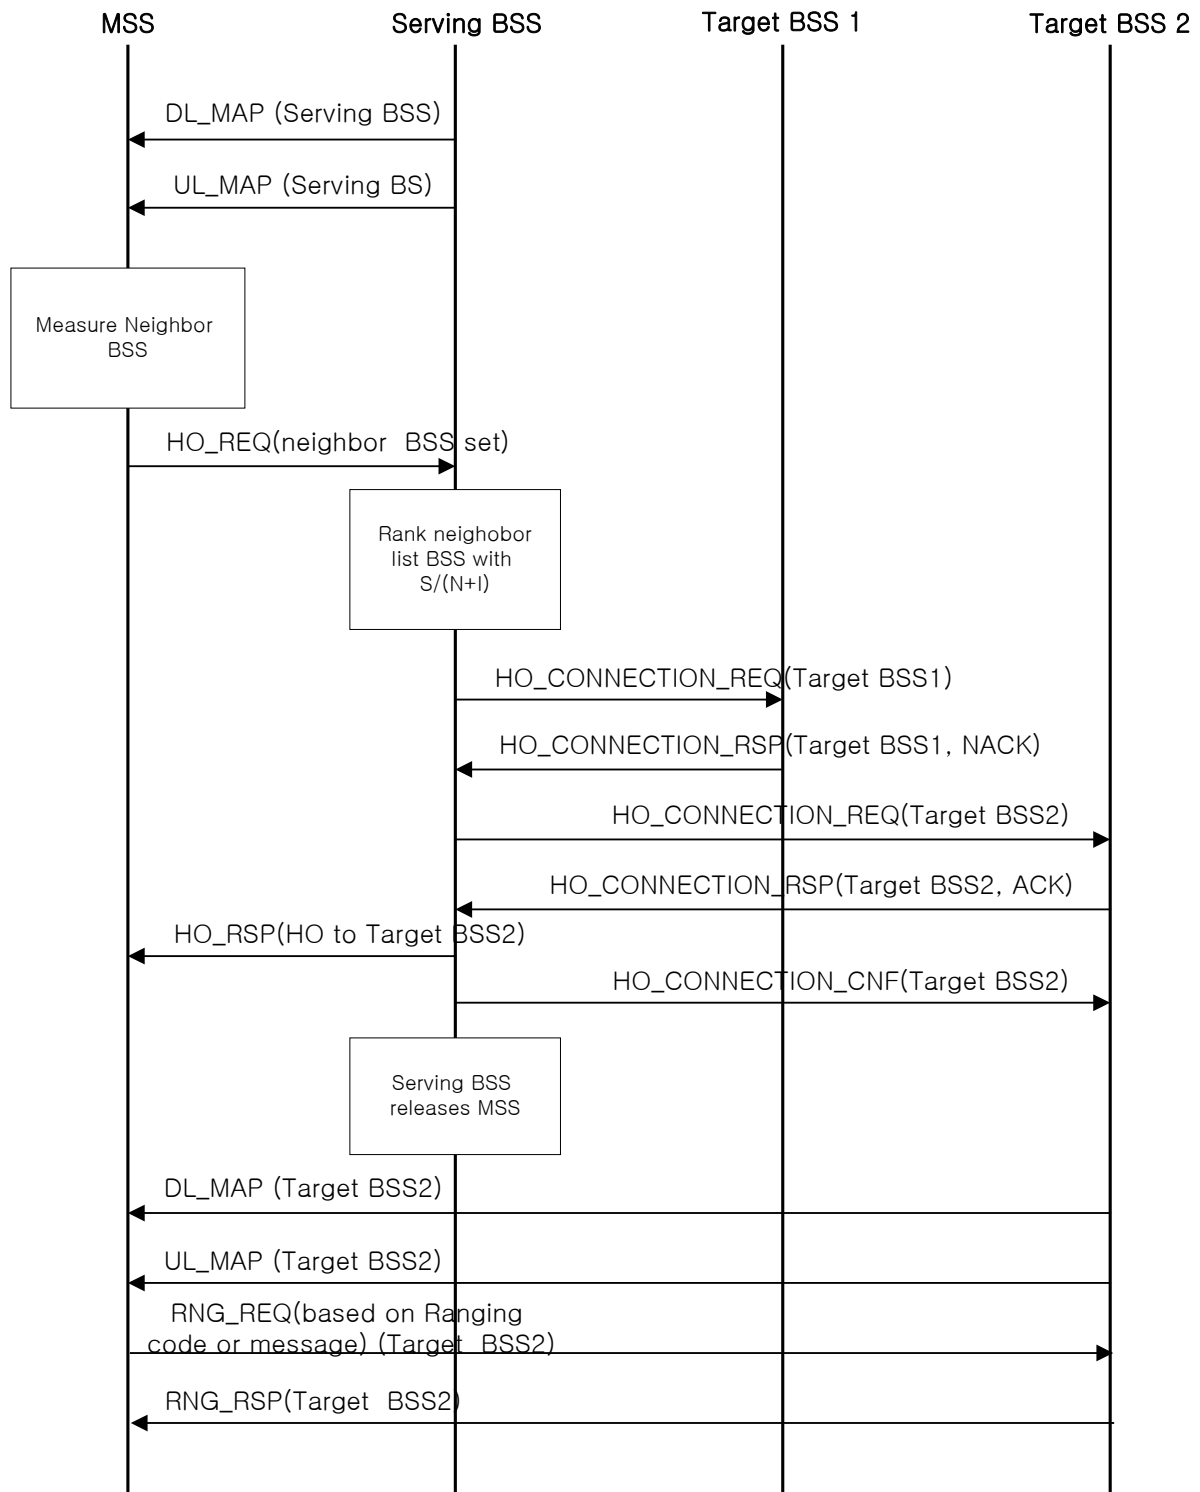 MSS Serving BSS Target BSS 1 Target BSS 2
DL_MAP (Serving BSS)
UL_MAP (Serving BS)
Measure Neighbor
BSS
HO_REQ(neighbor BSS set)
Rank neighobor
list BSS with
S/(N+I)
HO_CONNECTION_REQ(Target BSS1)
HO_CONNECTION_RSP(Target BSS1, NACK)
HO_CONNECTION_REQ(Target BSS2)
HO_CONNECTION_RSP(Target BSS2, ACK)
HO_RSP(HO to Target BSS2)
HO_CONNECTION_CNF(Target BSS2)
Serving BSS
releases MSS
DL_MAP (Target BSS2)
UL_MAP (Target BSS2)
RNG_REQ(based on Ranging
code or message) (Target BSS2)
RNG_RSP(Target BSS2)